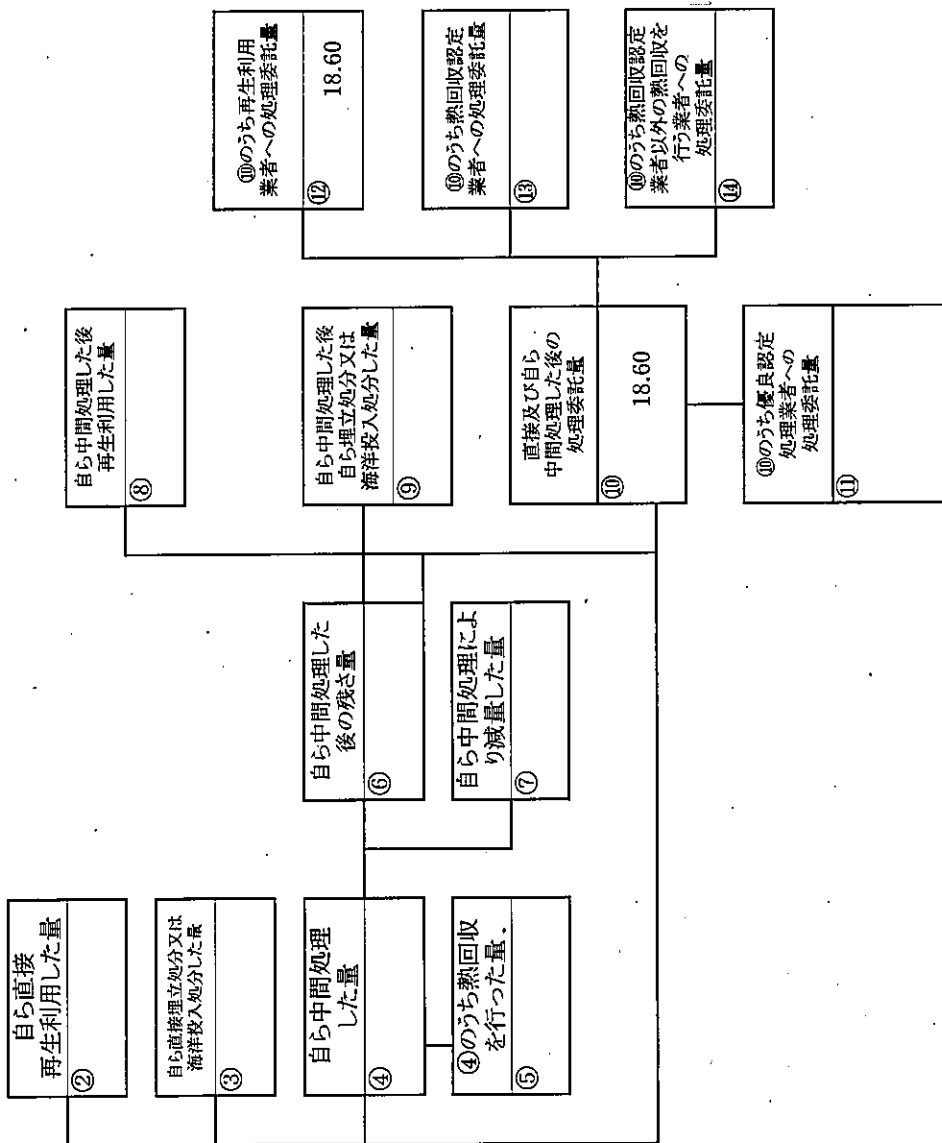 自ら直接
再生利用した量
②
自ら直接埋立処分又は
海洋投入処分した量
③
自ら中間処理
した量
④
④のうち熱回収
を行った量
⑤
自ら中間処理した
後の残さ量
⑥
自ら中間処理によ
り減量した量
⑦
自ら中間処理した後
再生利用した量
⑧
自ら中間処理した後
自ら埋立処分又は
海洋投入処分した量
⑨
直接及び自ら
中間処理した後の
処理委託量
⑩
18.60
⑩のうち優良認定
処理業者への
処理委託量
⑪
⑩のうち再生利用
業者への処理委託量
⑫
18.60
⑩のうち熱回収認定
業者への処理委託量
⑬
⑩のうち熱回収認定
業者以外の熱回収を
行う業者への
処理委託量
⑭